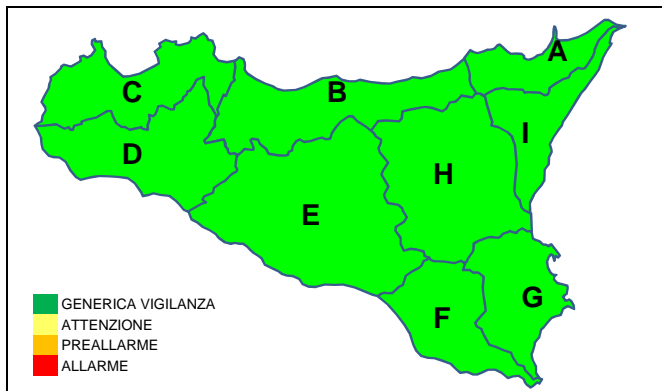 A
B
C
I
D
H
E
G
F
GENERICA VIGILANZA
ATTENZIONE
PREALLARME
ALLARME